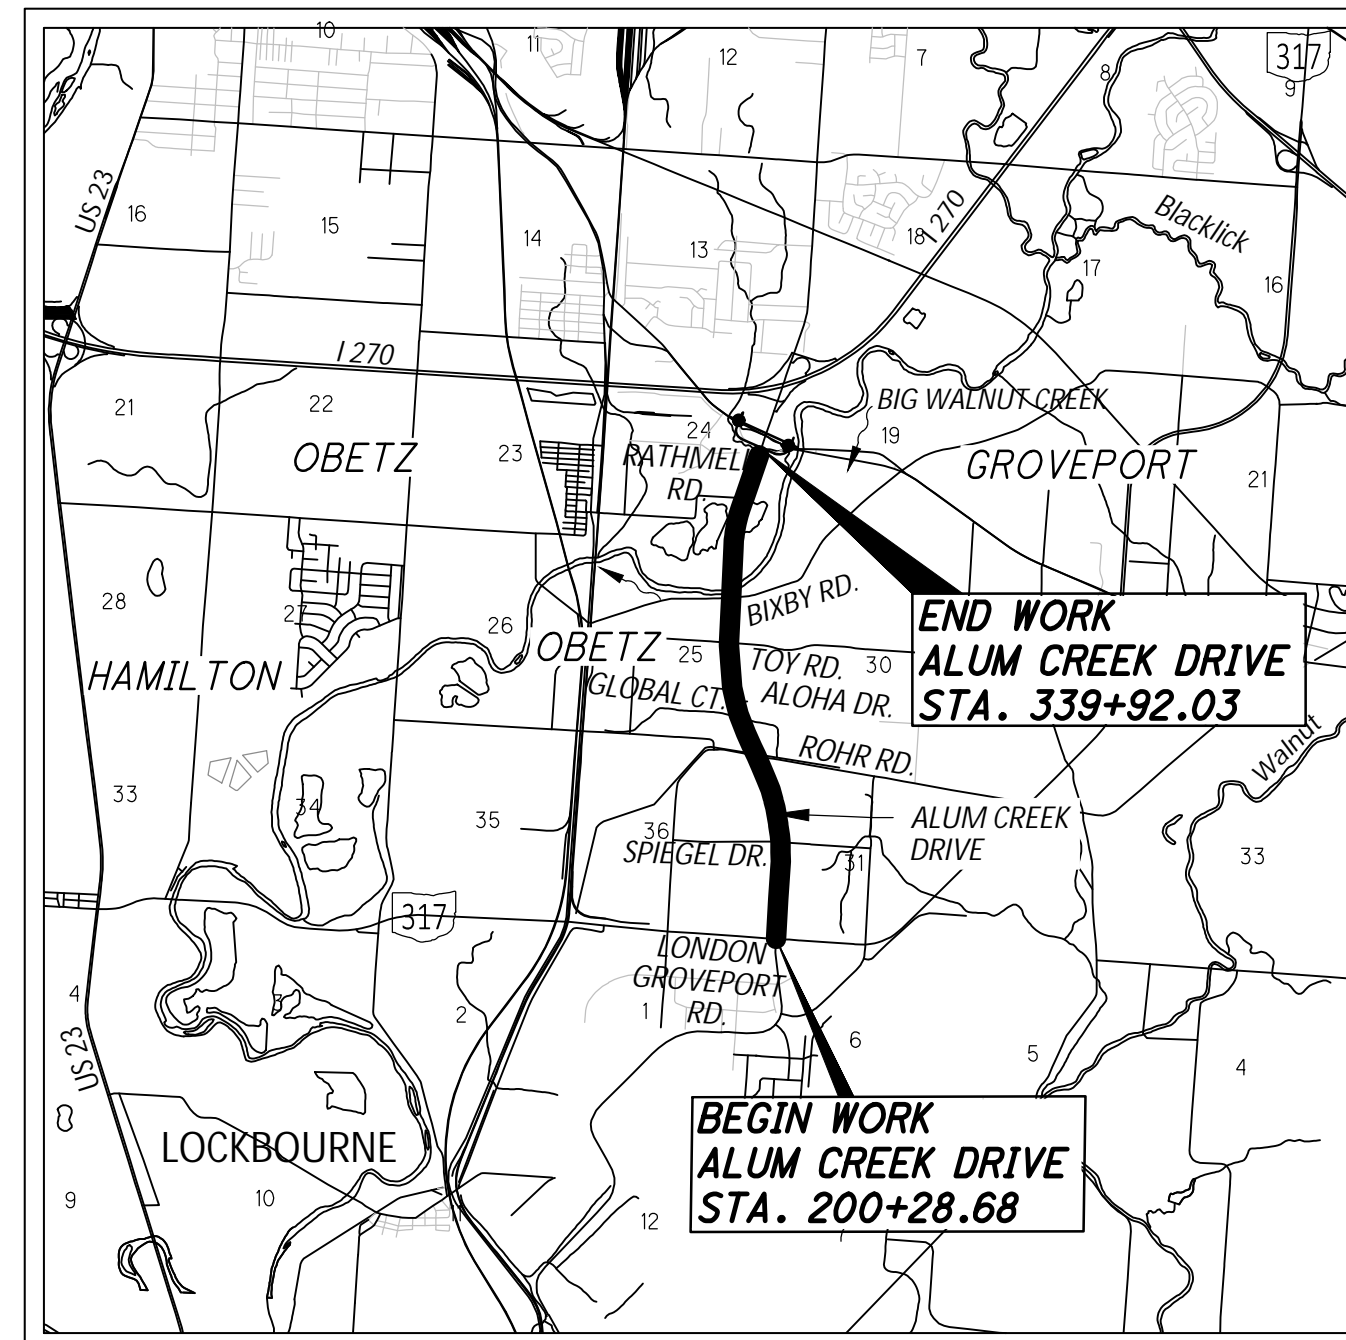 10
11
12
7
8
317
9
US 23
16
15
14
13
18
I 270
17
Blacklick
16
I 270
21
22
23
24
BIG WALNUT CREEK
19
OBETZ
RATHMELL
RD.
GROVEPORT
21
28
27
26
BIXBY RD.
END WORK
ALUM CREEK DRIVE
STA. 339+92.03
HAMILTON
OBETZ
25
TOY RD.
30
GLOBAL CT.
ALOHA DR.
ROHR RD.
Walnut
33
34
35
36
ALUM CREEK
DRIVE
SPIEGEL DR.
31
33
317
LONDON
GROVEPORT
RD.
4
3
2
1
6
5
4
US 23
BEGIN WORK
ALUM CREEK DRIVE
STA. 200+28.68
LOCKBOURNE
9
10
12